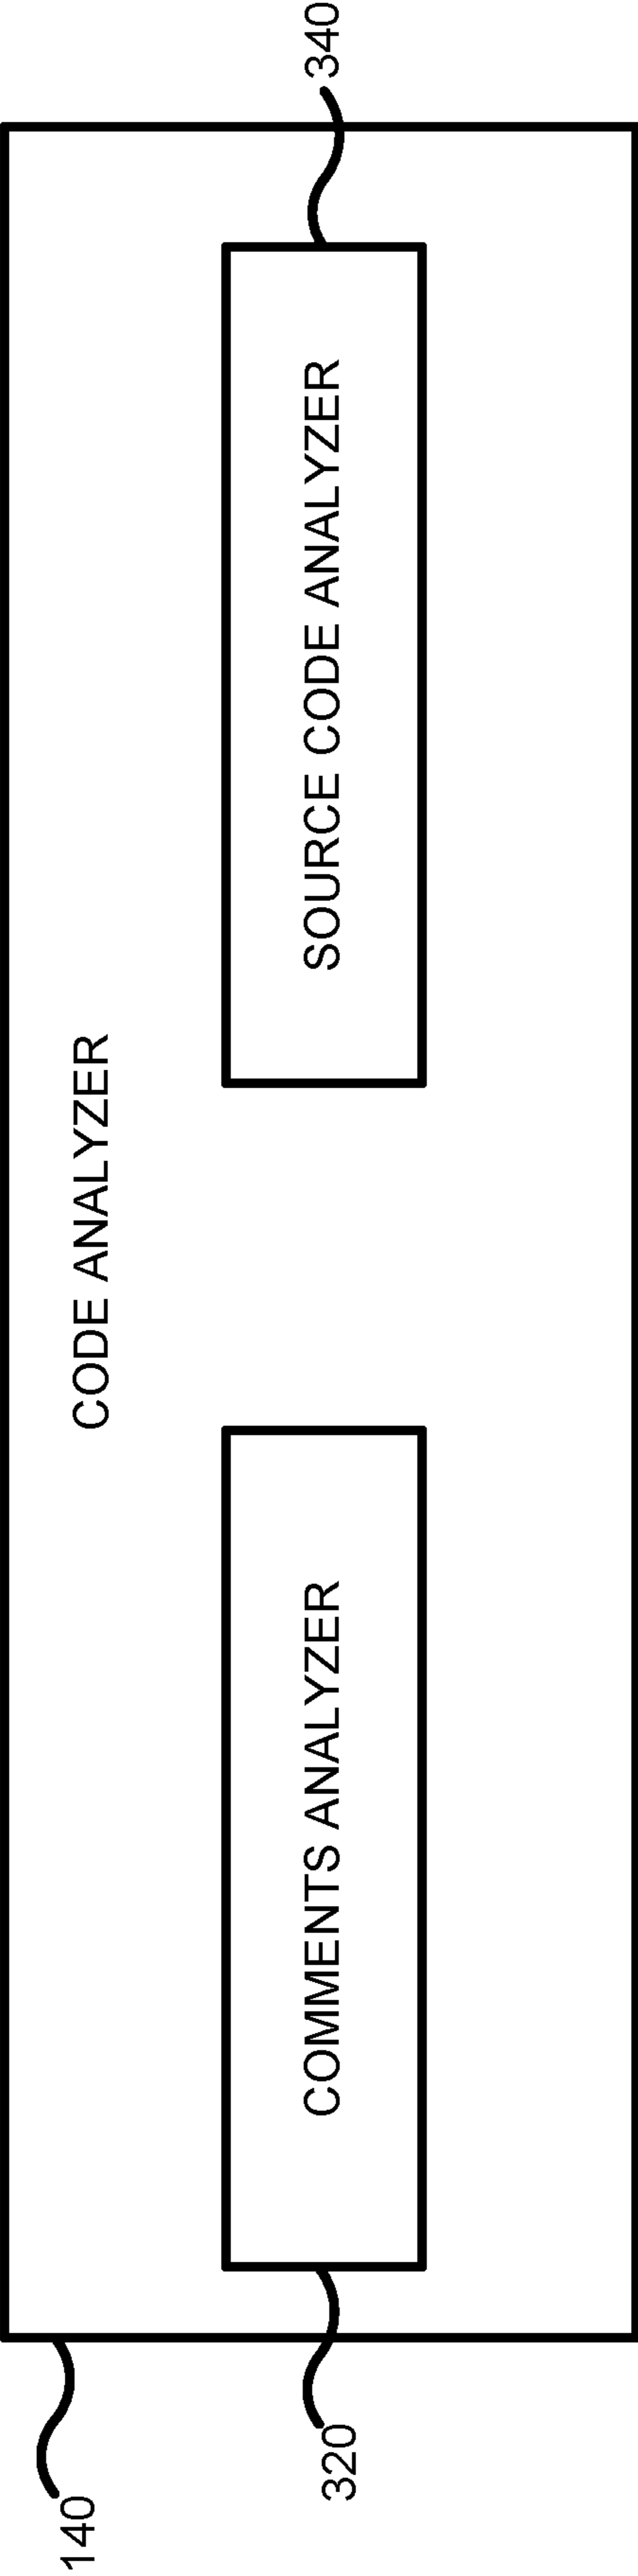 CODE ANALYZER
140
COMMENTS ANALYZER
320
SOURCE CODE ANALYZER
340